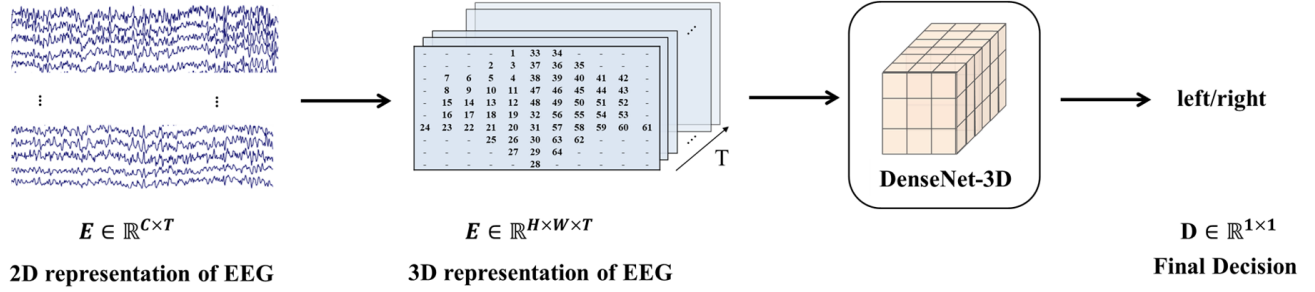 - - - - 1 33 34 - - - -
- - - 2 3 37 36 35 - - -
- 7 6 5 4 38 39 40 41 42 -
- 8 9 10 11 47 46 45 44 43 -
- 15 14 13 12 48 49 50 51 52 -
- 16 17 18 19 32 56 55 54 53 -
24 23 22 21 20 31 57 58 59 60 61
- - - 25 26 30 63 62 - - -
- - - - 27 29 64 - - - -
- - - - - 28 - - - - -
T
DenseNet-3D
left/right
E ∈ ℝ^{C×T}
2D representation of EEG
E ∈ ℝ^{H×W×T}
3D representation of EEG
D ∈ ℝ^{1×1}
Final Decision